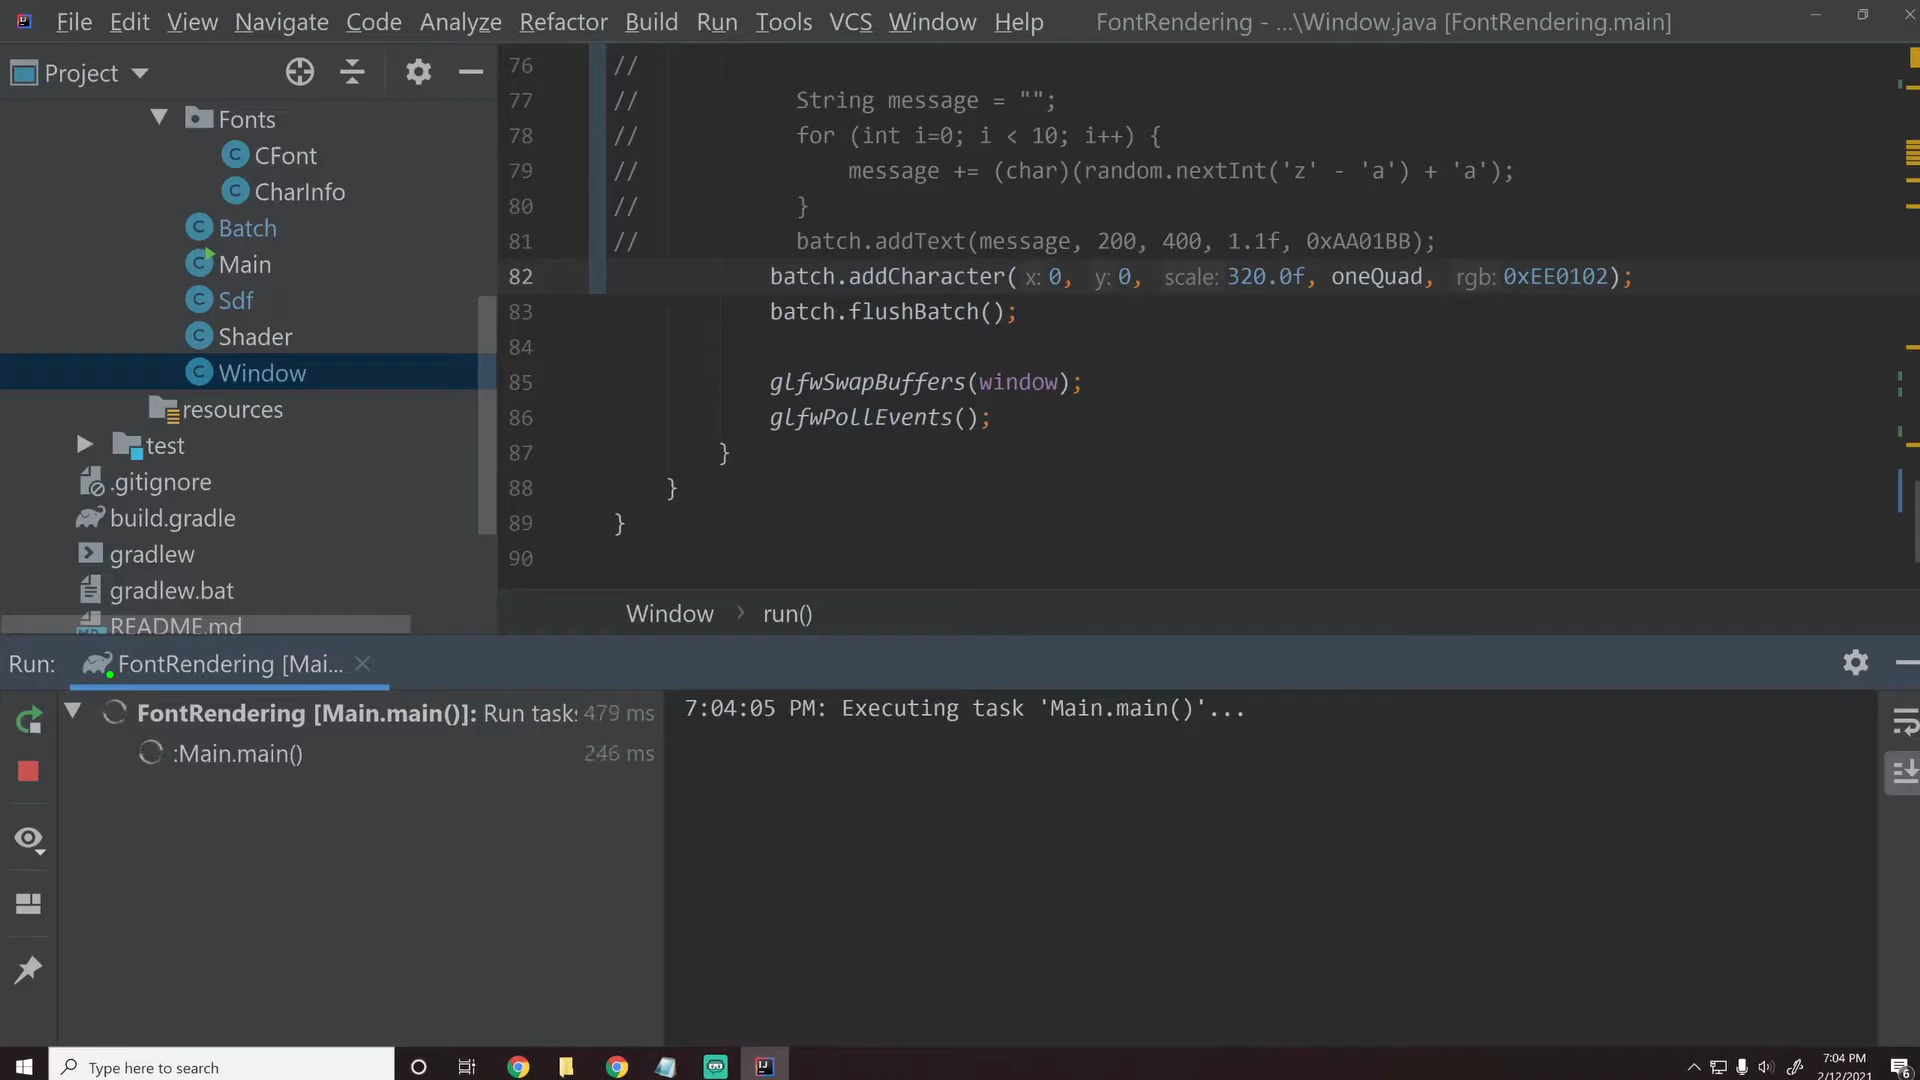 File Edit View Navigate Code Analyze Refactor Build Run Tools VCS Window Help FontRendering - ...\Window.java [FontRendering.main]
Project
Fonts
CFont
CharInfo
Batch
Main
Sdf
Shader
Window
resources
test
.gitignore
build.gradle
gradlew
gradlew.bat
README.md
76 //
77 // String message = "";
78 // for (int i=0; i < 10; i++) {
79 // message += (char)(random.nextInt('z' - 'a') + 'a');
80 // }
81 // batch.addText(message, 200, 400, 1.1f, 0xAA01BB);
82 batch.addCharacter( x: 0, y: 0, scale: 320.0f, oneQuad, rgb: 0xEE0102);
83 batch.flushBatch();
84
85 glfwSwapBuffers(window);
86 glfwPollEvents();
87 }
88 }
89 }
90
Window > run()
Run: FontRendering [Mai...
FontRendering [Main.main()]: Run task: 479 ms
:Main.main() 246 ms
7:04:05 PM: Executing task 'Main.main()'...
Type here to search
7:04 PM
2/12/2021
6